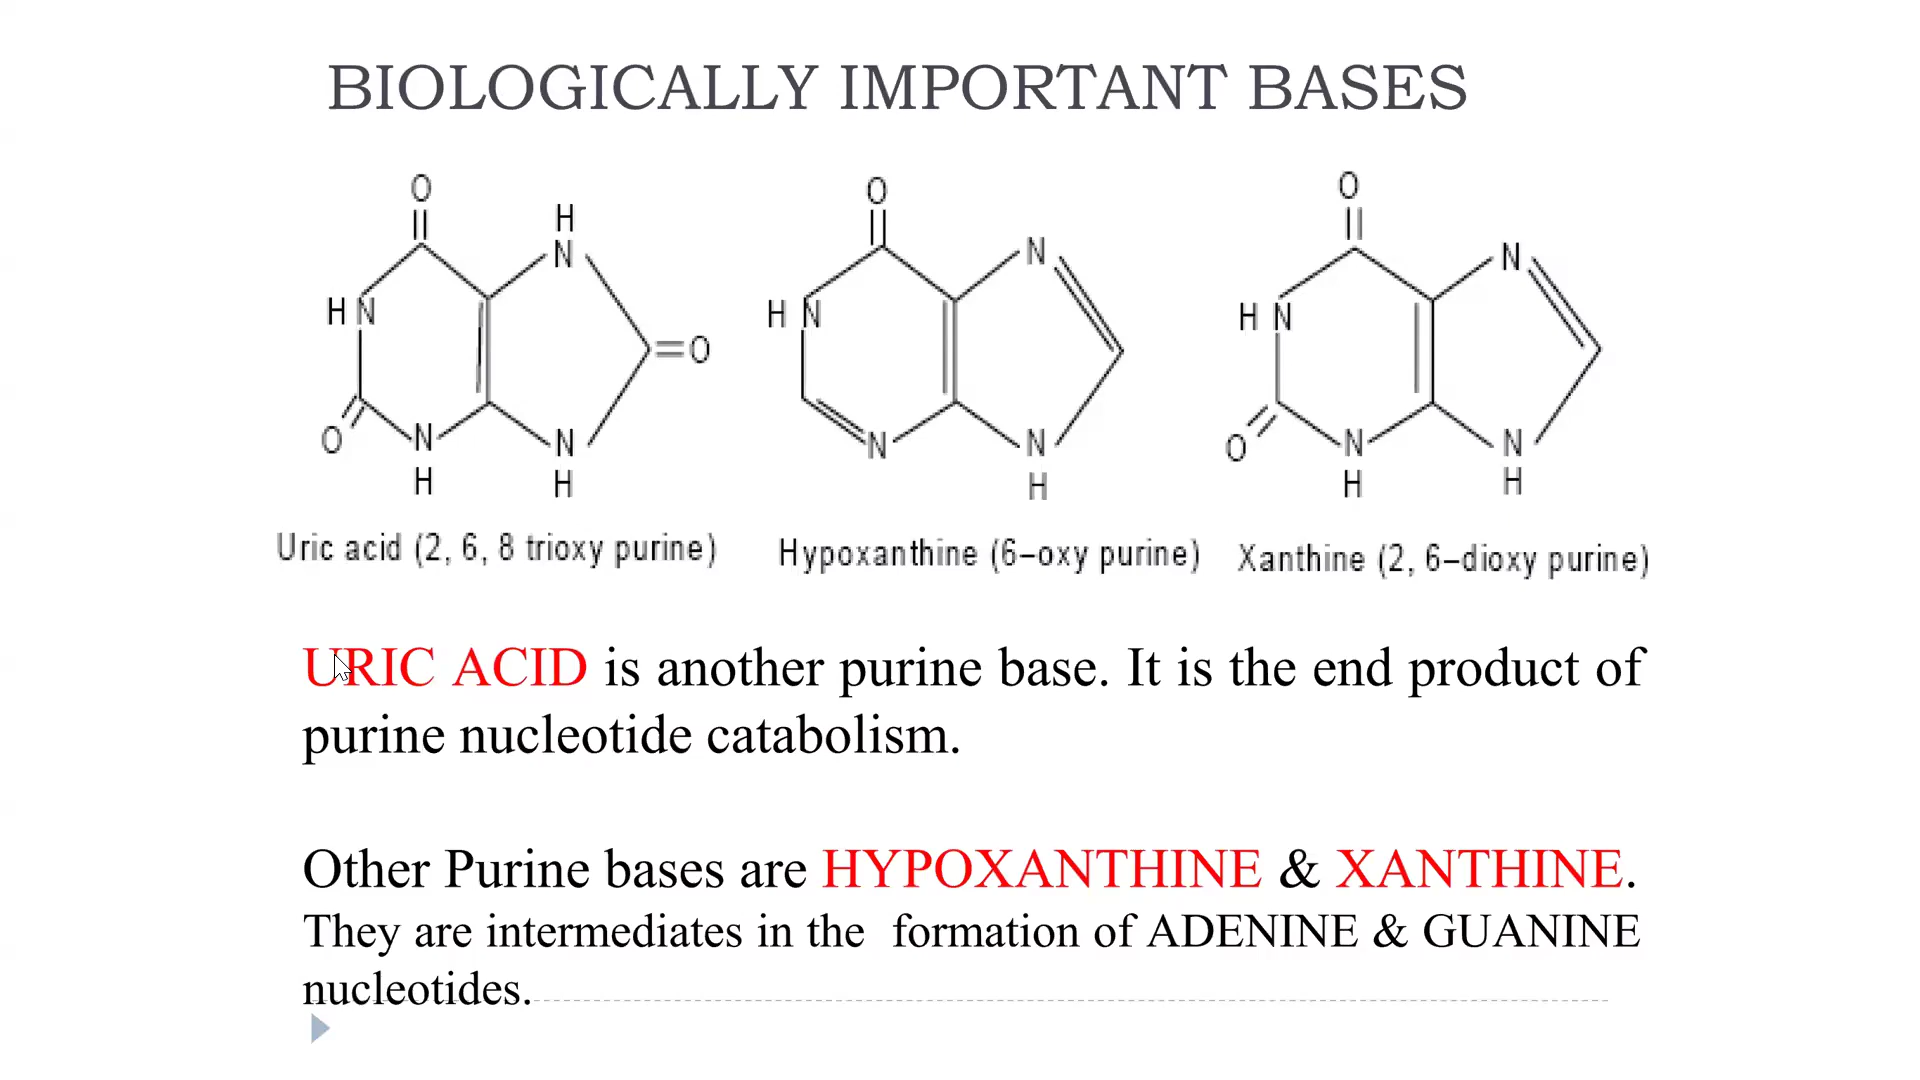 BIOLOGICALLY IMPORTANT BASES
O
H
N
O
H N
O
N
H
N
H
O
N
H N
N
N
H
O
N
H N
O
N
H
N
H
Uric acid (2, 6, 8 trioxy purine)
Hypoxanthine (6-oxy purine)
Xanthine (2, 6-dioxy purine)
URIC ACID is another purine base. It is the end product of
purine nucleotide catabolism.
Other Purine bases are HYPOXANTHINE & XANTHINE.
They are intermediates in the formation of ADENINE & GUANINE
nucleotides.